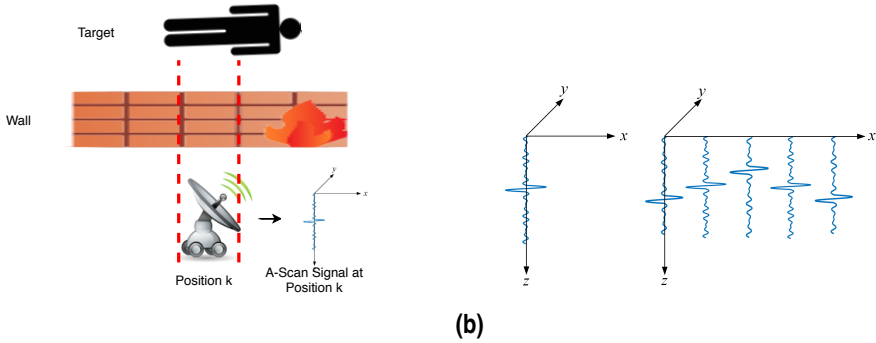 Target
Wall
Position k
A-Scan Signal at
Position k
y
x
y
x
z
y
x
z
(b)